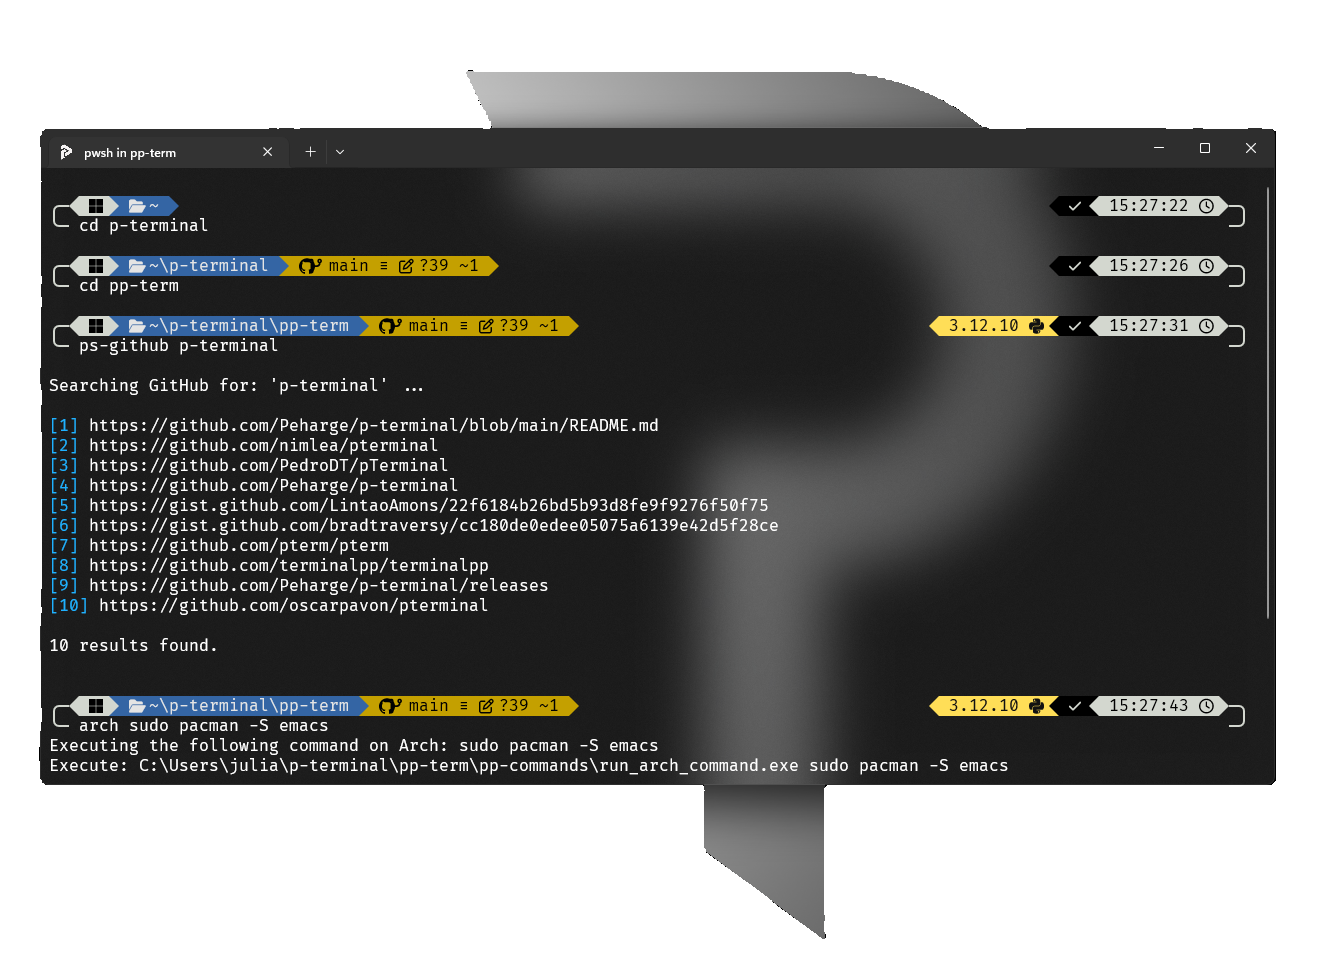 pwsh in pp-term
~ 15:27:22
cd p-terminal
~\p-terminal main ≡ ?39 ~1 15:27:26
cd pp-term
~\p-terminal\pp-term main ≡ ?39 ~1 3.12.10 15:27:31
ps-github p-terminal
Searching GitHub for: 'p-terminal' ...
[1] https://github.com/Peharge/p-terminal/blob/main/README.md
[2] https://github.com/nimlea/pterminal
[3] https://github.com/PedroDT/pTerminal
[4] https://github.com/Peharge/p-terminal
[5] https://gist.github.com/LintaoAmons/22f6184b26bd5b93d8fe9f9276f50f75
[6] https://gist.github.com/bradtraversy/cc180de0edee05075a6139e42d5f28ce
[7] https://github.com/pterm/pterm
[8] https://github.com/terminalpp/terminalpp
[9] https://github.com/Peharge/p-terminal/releases
[10] https://github.com/oscarpavon/pterminal
10 results found.
~\p-terminal\pp-term main ≡ ?39 ~1 3.12.10 15:27:43
arch sudo pacman -S emacs
Executing the following command on Arch: sudo pacman -S emacs
Execute: C:\Users\julia\p-terminal\pp-term\pp-commands\run_arch_command.exe sudo pacman -S emacs